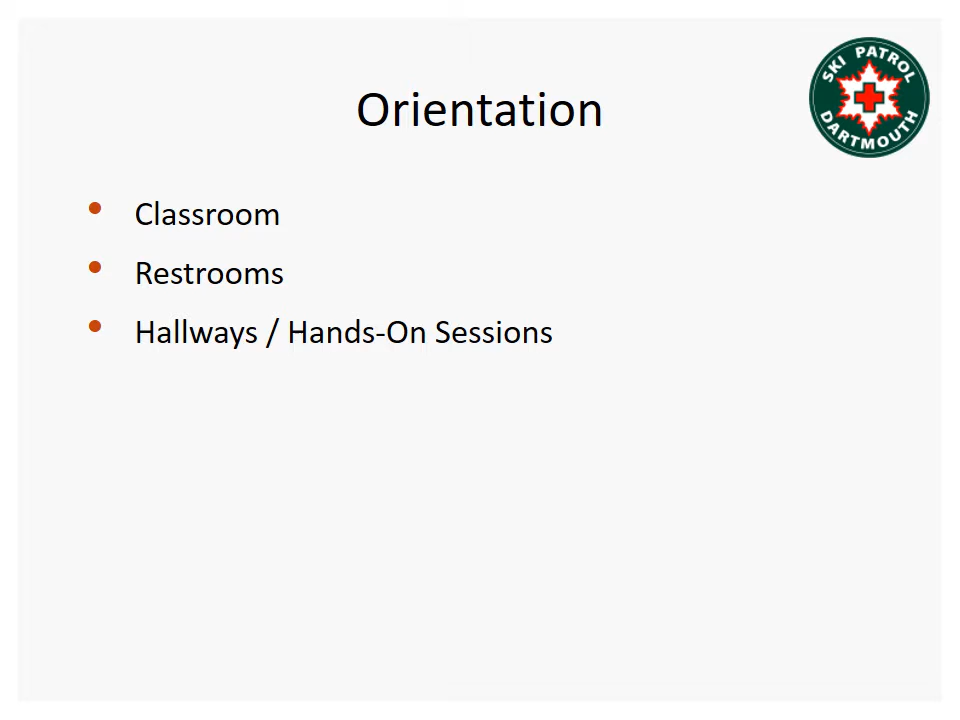 SKI PATROL
DARTMOUTH
Orientation
• Classroom
• Restrooms
• Hallways / Hands-On Sessions